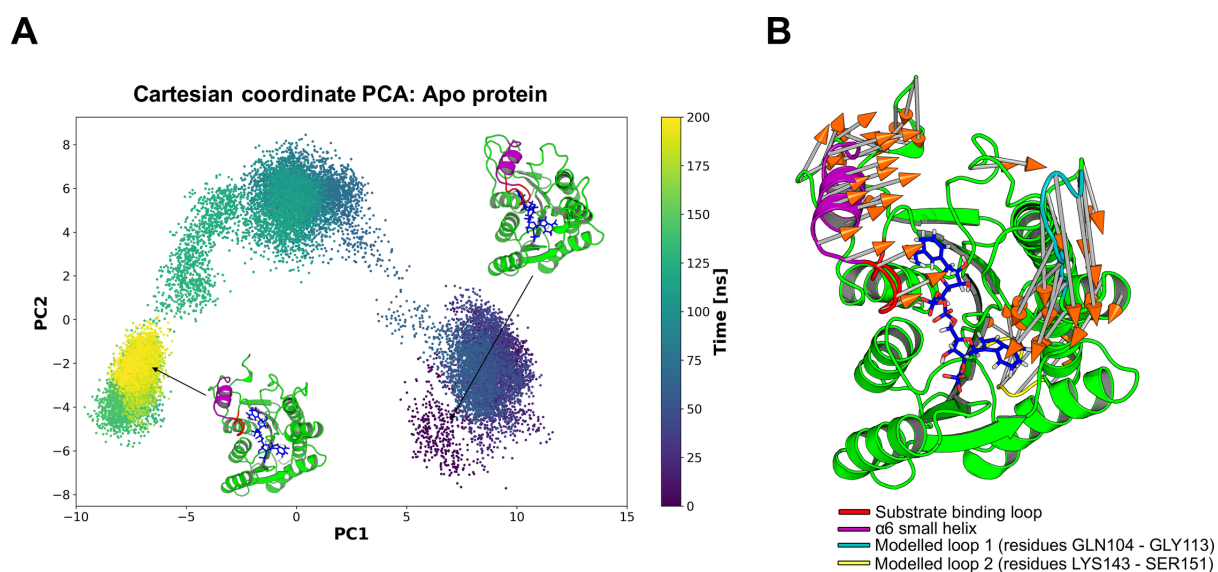 A
B
Cartesian coordinate PCA: Apo protein
8
6
4
2
0
−2
−4
−6
−8
PC2
−10
−5
0
5
10
15
PC1
200
175
150
125
100
75
50
25
0
Time [ns]
Substrate binding loop
α6 small helix
Modelled loop 1 (residues GLN104 - GLY113)
Modelled loop 2 (residues LYS143 - SER151)